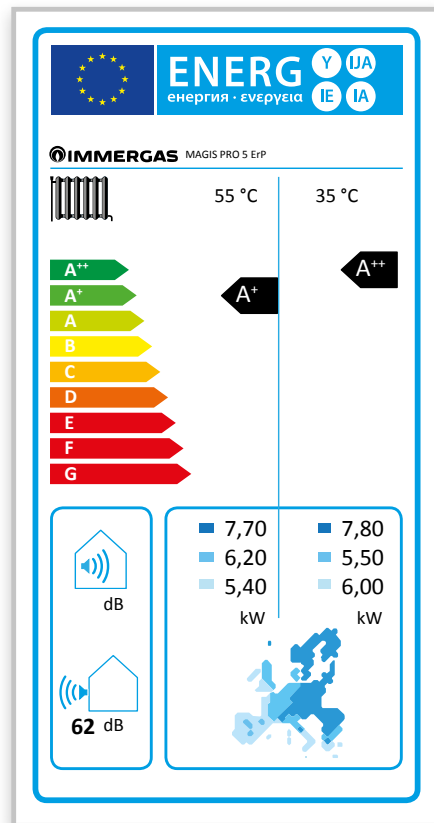 ENERG Y IJA
енергия · ενεργεια IE IA
IMMERGAS MAGIS PRO 5 ErP
55 °C 35 °C
A++
A+
A
B
C
D
E
F
G
A+
A++
7,70 7,80
6,20 5,50
5,40 6,00
kW kW
dB
62 dB